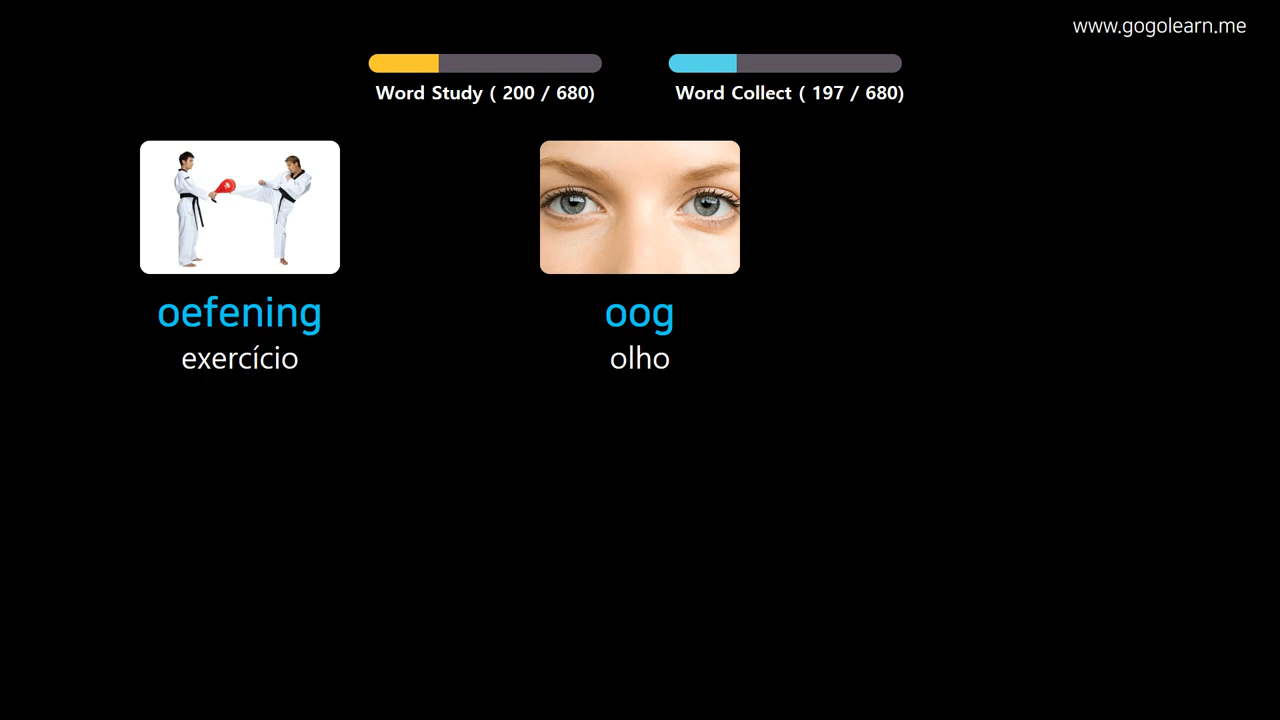 www.gogolearn.me
Word Study ( 200 / 680)
Word Collect ( 197 / 680)
oefening
exercício
oog
olho